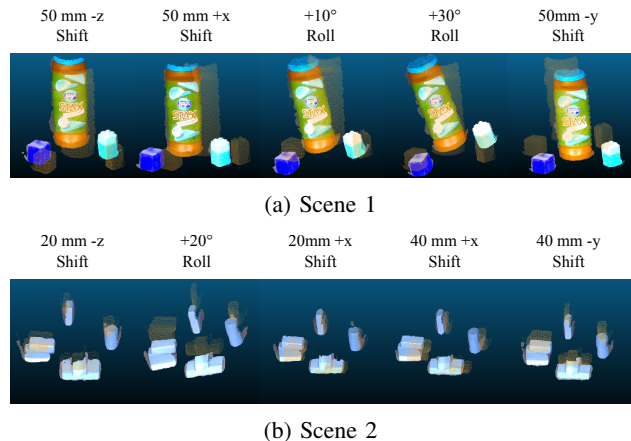 50 mm -z 50 mm +x +10° +30° 50mm -y
Shift Shift Roll Roll Shift
(a) Scene 1
20 mm -z +20° 20mm +x 40 mm +x 40 mm -y
Shift Roll Shift Shift Shift
(b) Scene 2